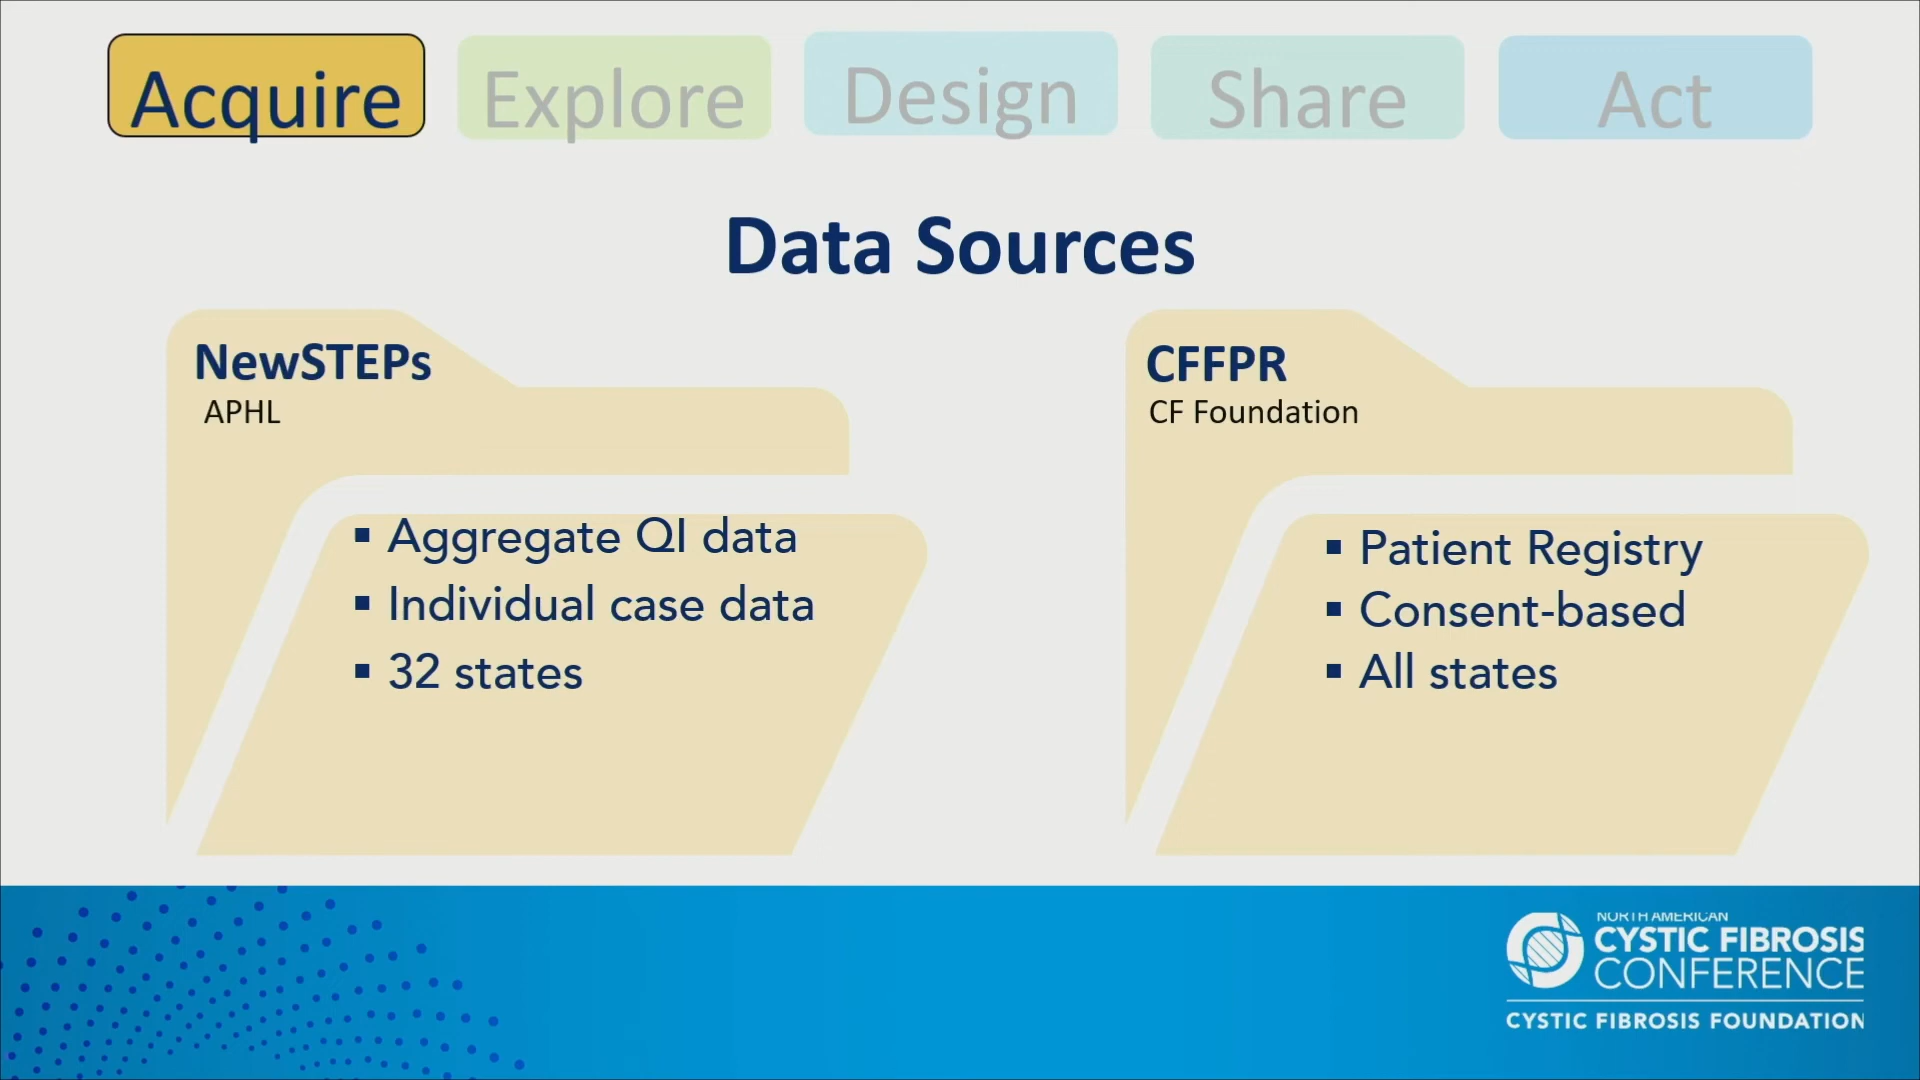 Acquire
Explore
Design
Share
Act
Data Sources
NewSTEPs
APHL
▪ Aggregate QI data
▪ Individual case data
▪ 32 states
CFFPR
CF Foundation
▪ Patient Registry
▪ Consent-based
▪ All states
NORTH AMERICAN
CYSTIC FIBROSIS
CONFERENCE
CYSTIC FIBROSIS FOUNDATION